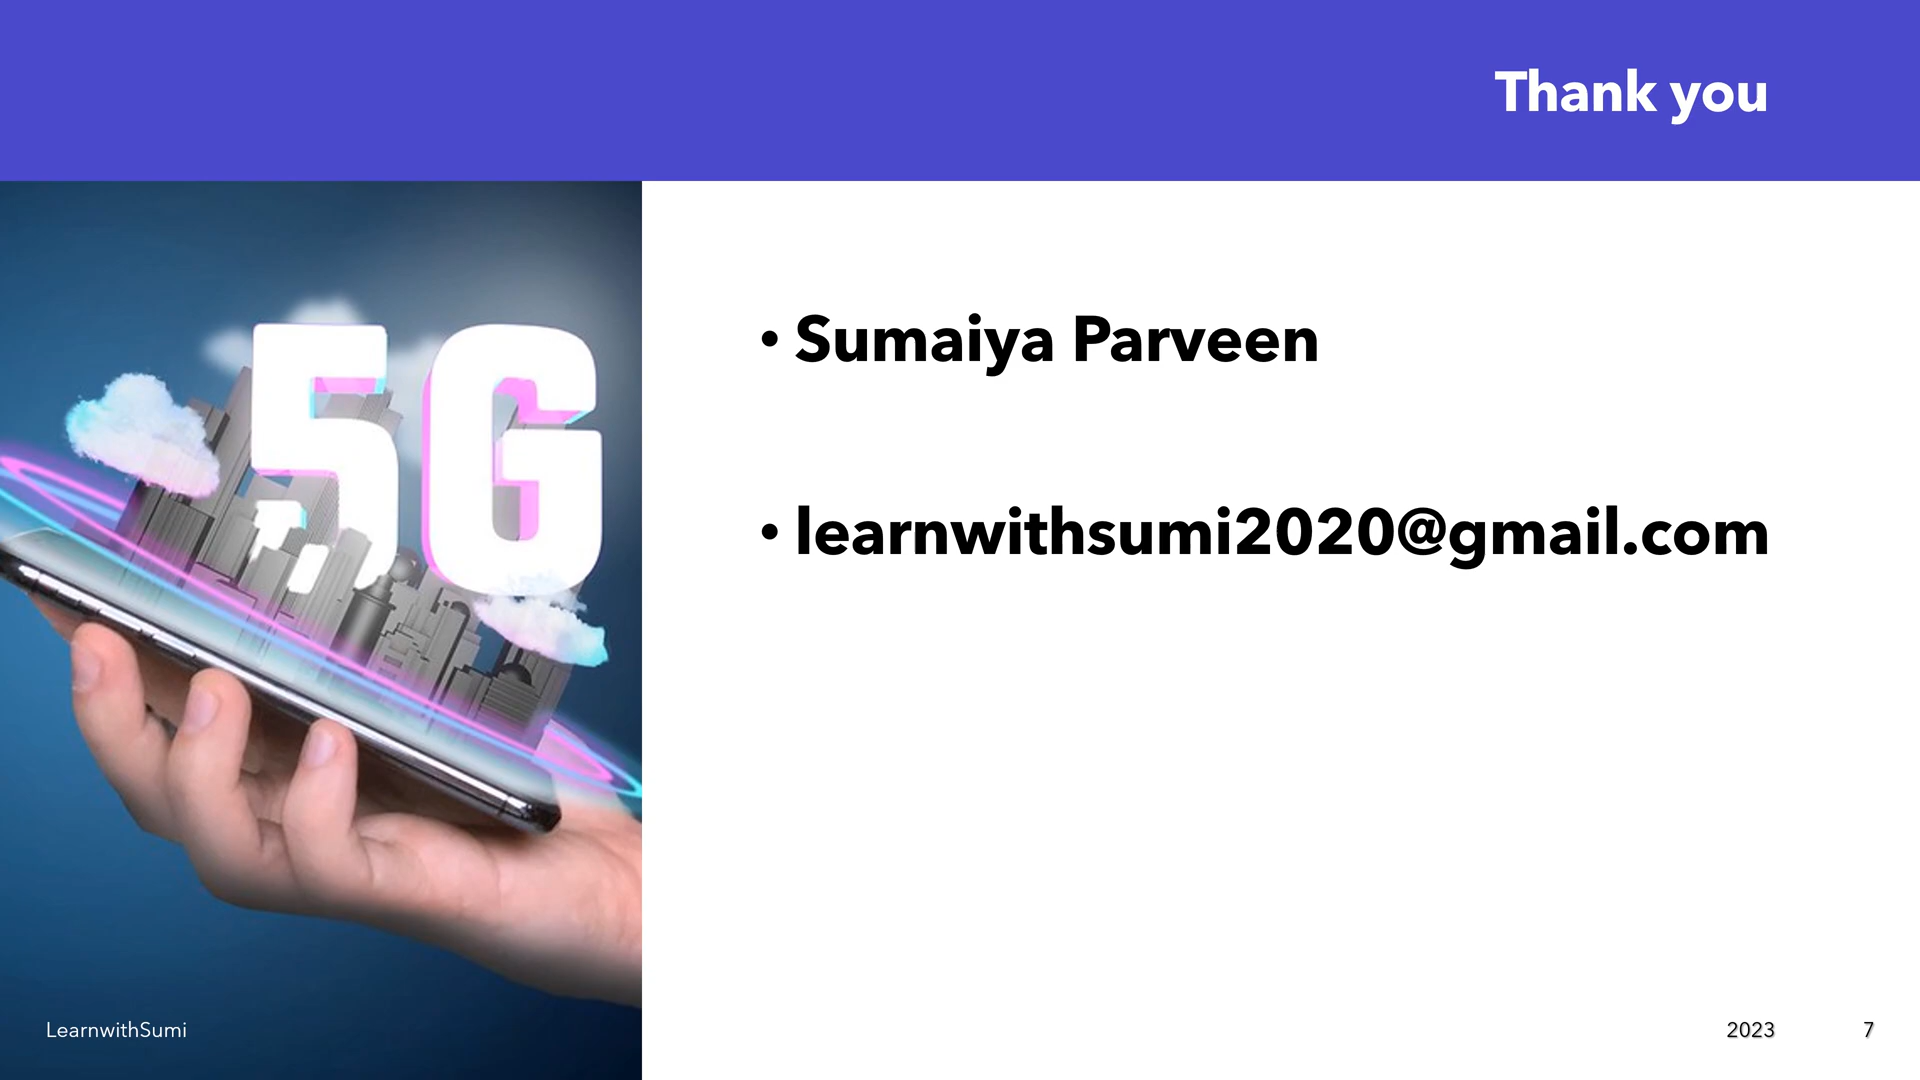 Thank you
5G
• Sumaiya Parveen
• learnwithsumi2020@gmail.com
LearnwithSumi
2023
7